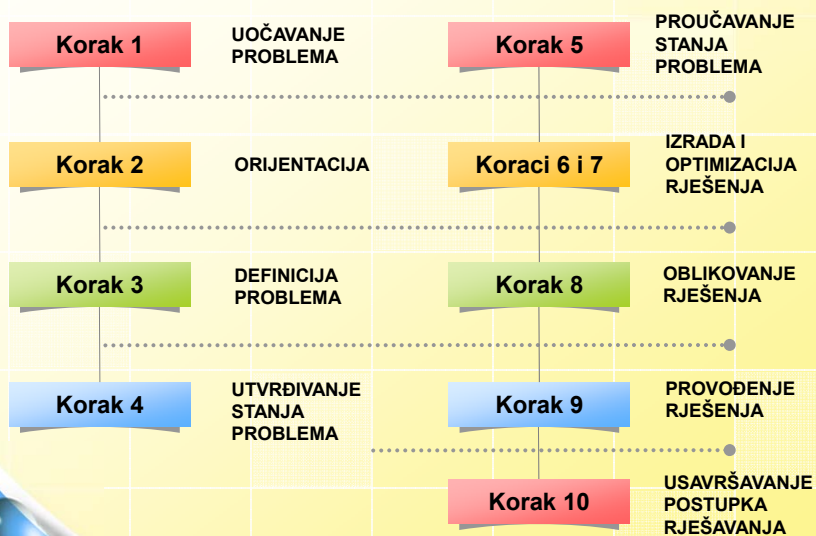 Korak 1
UOČAVANJE
PROBLEMA
Korak 2
ORIJENTACIJA
Korak 3
DEFINICIJA
PROBLEMA
Korak 4
UTVRĐIVANJE
STANJA
PROBLEMA
Korak 5
PROUČAVANJE
STANJA
PROBLEMA
Koraci 6 i 7
IZRADA I
OPTIMIZACIJA
RJEŠENJA
Korak 8
OBLIKOVANJE
RJEŠENJA
Korak 9
PROVOĐENJE
RJEŠENJA
Korak 10
USAVRŠAVANJE
POSTUPKA
RJEŠAVANJA